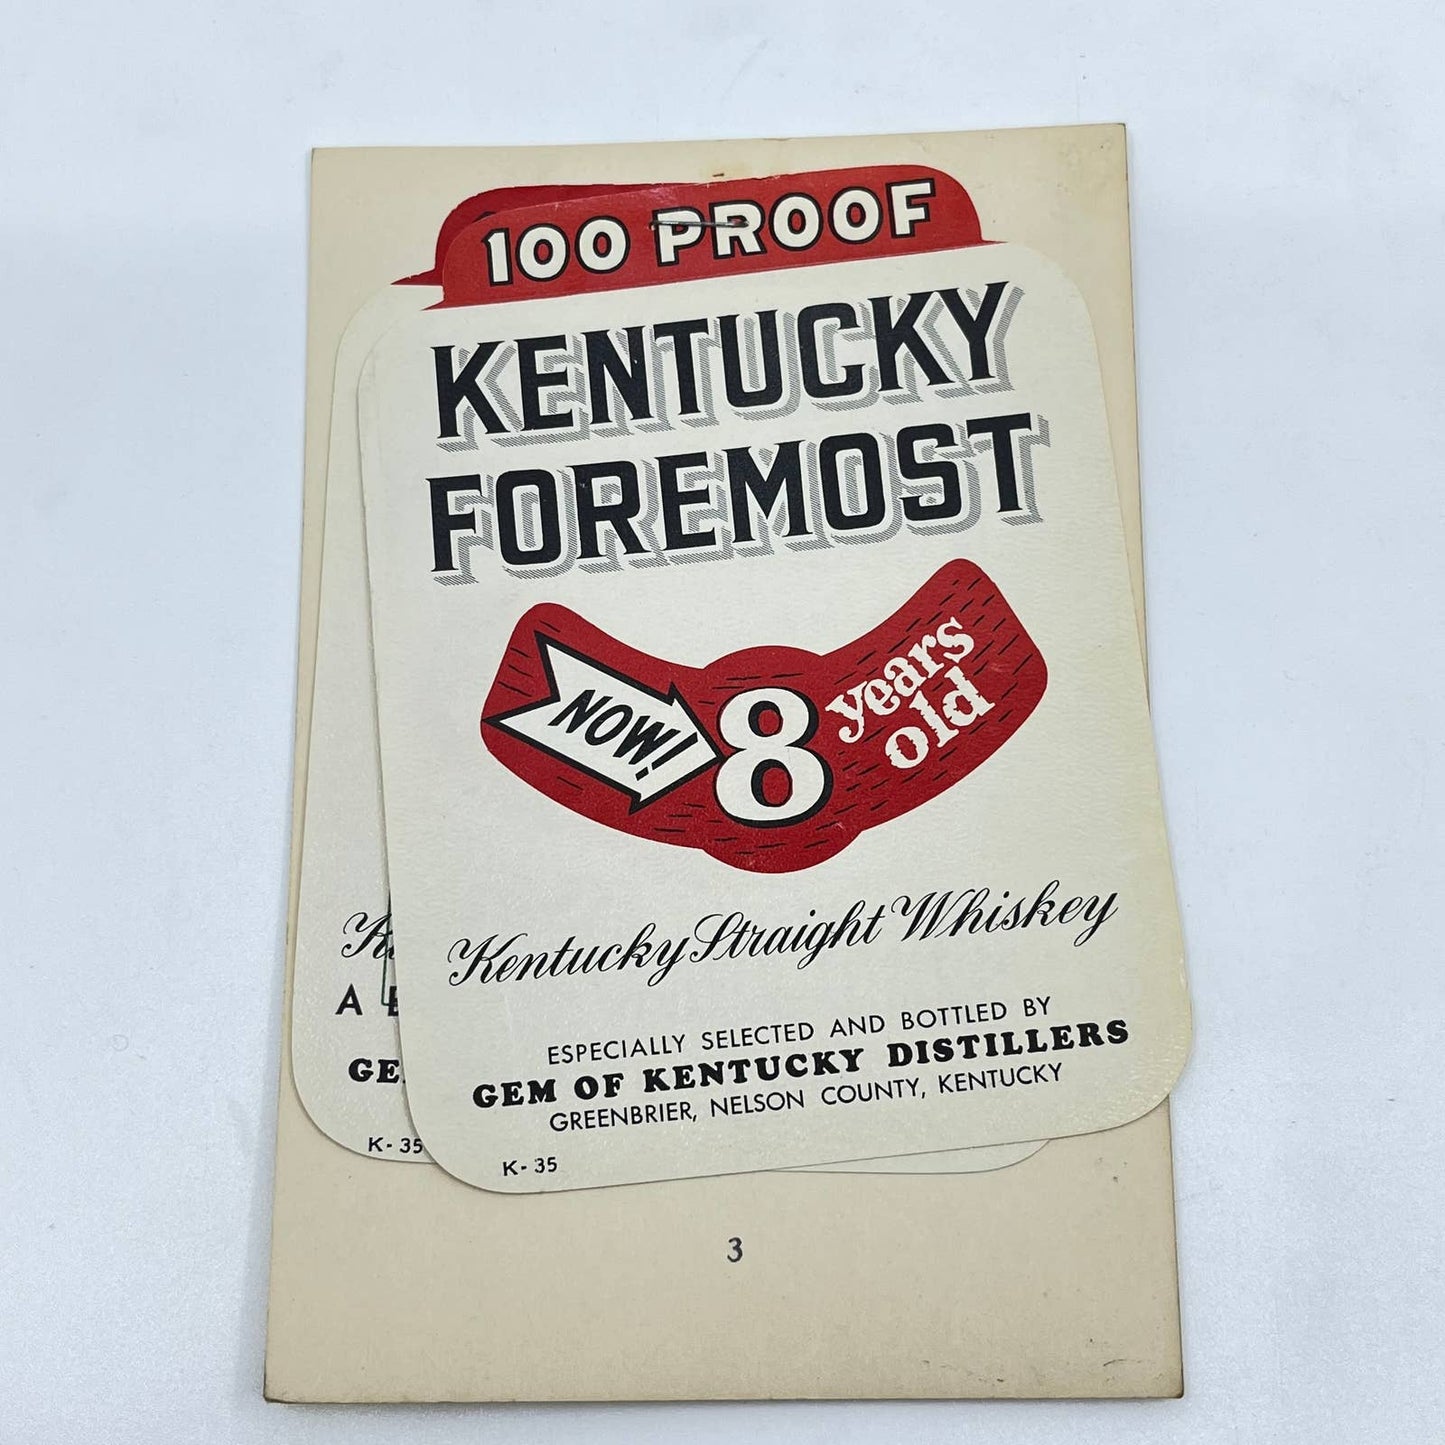 100 PROOF
KENTUCKY
FOREMOST
NOW!
8
years
old
Kentucky Straight Whiskey
ESPECIALLY SELECTED AND BOTTLED BY
GEM OF KENTUCKY DISTILLERS
GREENBRIER, NELSON COUNTY, KENTUCKY
K-35
A
GE
K-35
3